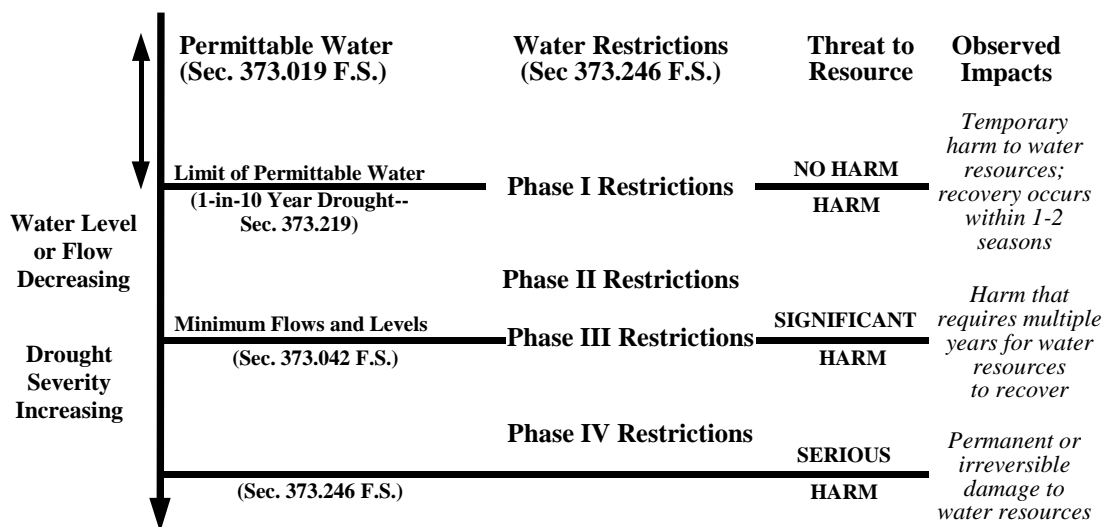 Permittable Water
(Sec. 373.019 F.S.)
Water Restrictions
(Sec 373.246 F.S.)
Threat to
Resource
Observed
Impacts
Limit of Permittable Water
(1-in-10 Year Drought--
Sec. 373.219)
Phase I Restrictions
NO HARM
HARM
Temporary
harm to water
resources;
recovery occurs
within 1-2
seasons
Water Level
or Flow
Decreasing
Phase II Restrictions
Minimum Flows and Levels
(Sec. 373.042 F.S.)
Phase III Restrictions
SIGNIFICANT
HARM
Harm that
requires multiple
years for water
resources
to recover
Drought
Severity
Increasing
Phase IV Restrictions
(Sec. 373.246 F.S.)
SERIOUS
HARM
Permanent or
irreversible
damage to
water resources